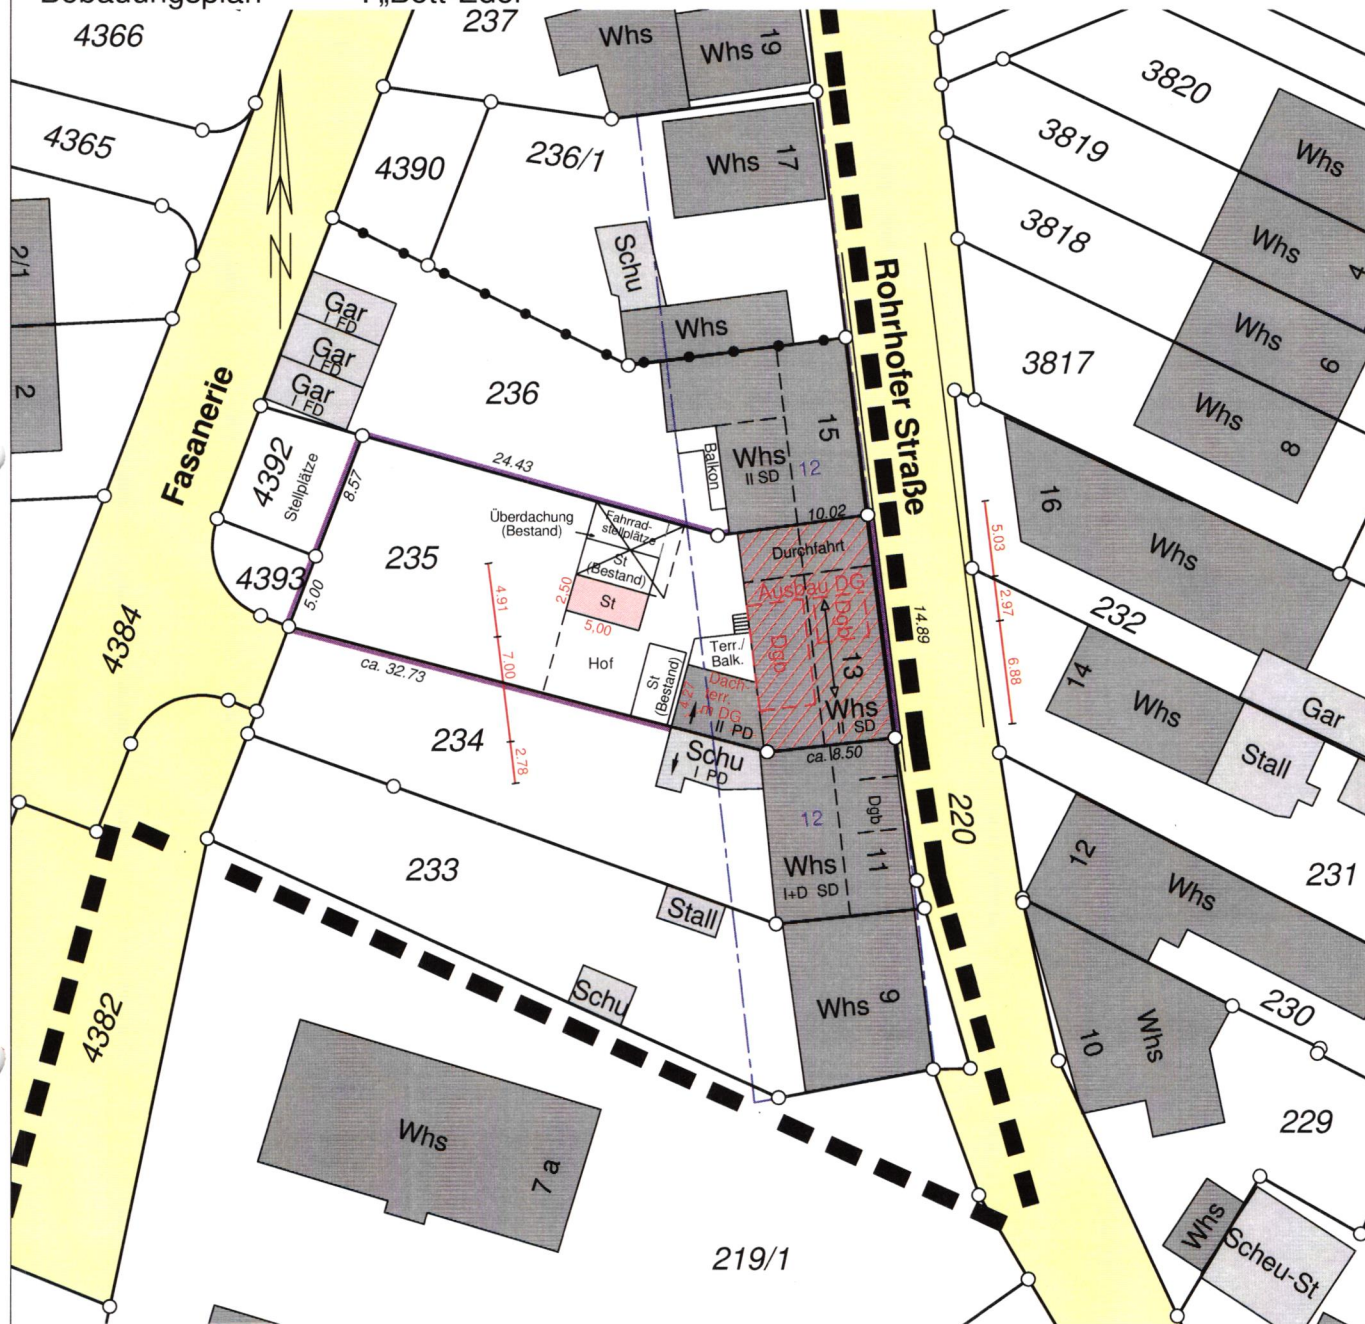 4366
237
Whs
Whs 19
3820
4365
4390
236/1
Whs 17
3819
Whs
2/1
N
Schu
3818
Whs 4
Gar
I FD
Gar
FD
Gar
I FD
Whs
Rohrhofer Straße
3817
Whs 6
2
Fasanerie
236
15
Whs 8
4392
Stellplätze
8.57
24.43
Balkon
Whs
II SD
12
16
Whs
10.02
Überdachung
(Bestand)
Fahrrad-
stellplätze
St
(Bestand)
Durchfahrt
5.03
235
4393
5.00
4.91
2,50
St
5,00
Ausbau DG
Dgb
Dgb
13
14.89
2.97
232
4384
ca. 32.73
7.00
Hof
St
(Bestand)
Terr./
Balk.
Dach-
terr.
m DG
4.27
II PD
Whs
II SD
6.88
14
Whs
Gar
234
2.78
Schu
I PD
ca. 8.50
Stall
12
Dgb
220
233
Whs
I+D SD
11
12
Whs
231
Stall
4382
Schu
Whs 9
230
10
Whs
Whs
7 a
229
219/1
Whs
Scheu-St